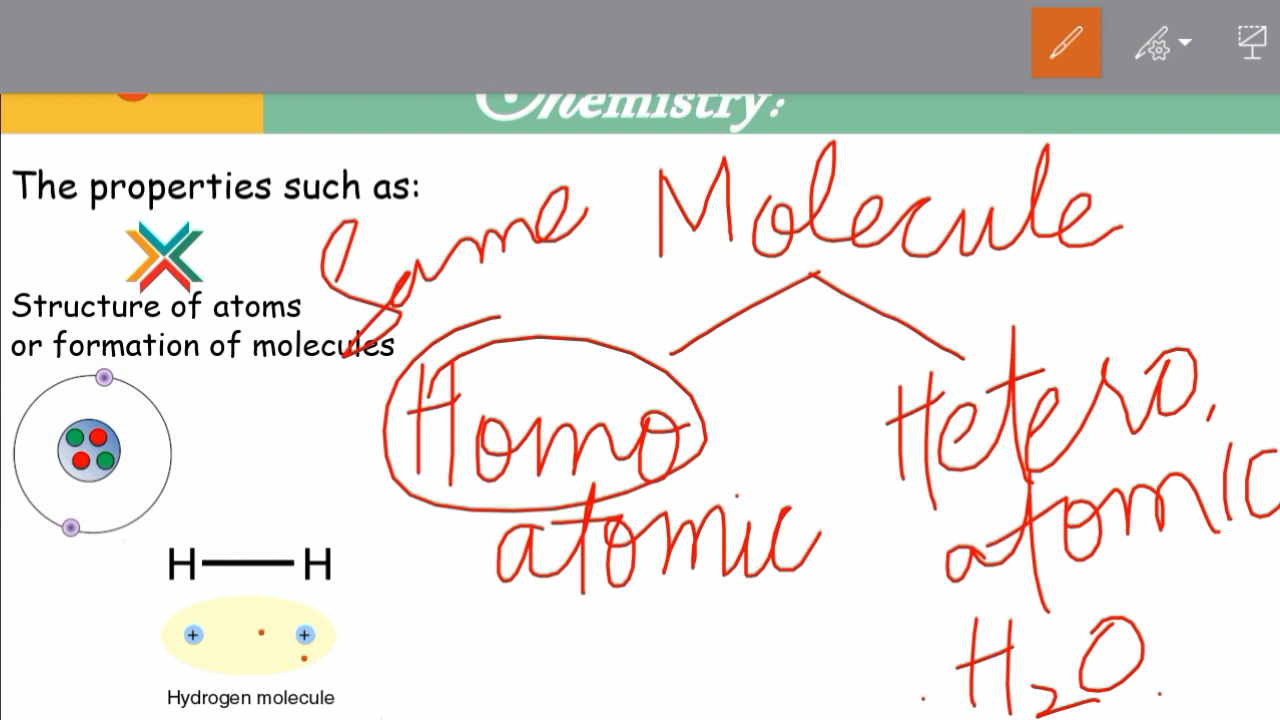 Chemistry:
The properties such as:
Same Molecule
Structure of atoms
or formation of molecules
Homo Hetero,
atomic atomic
H—H
H₂O
+ +
Hydrogen molecule